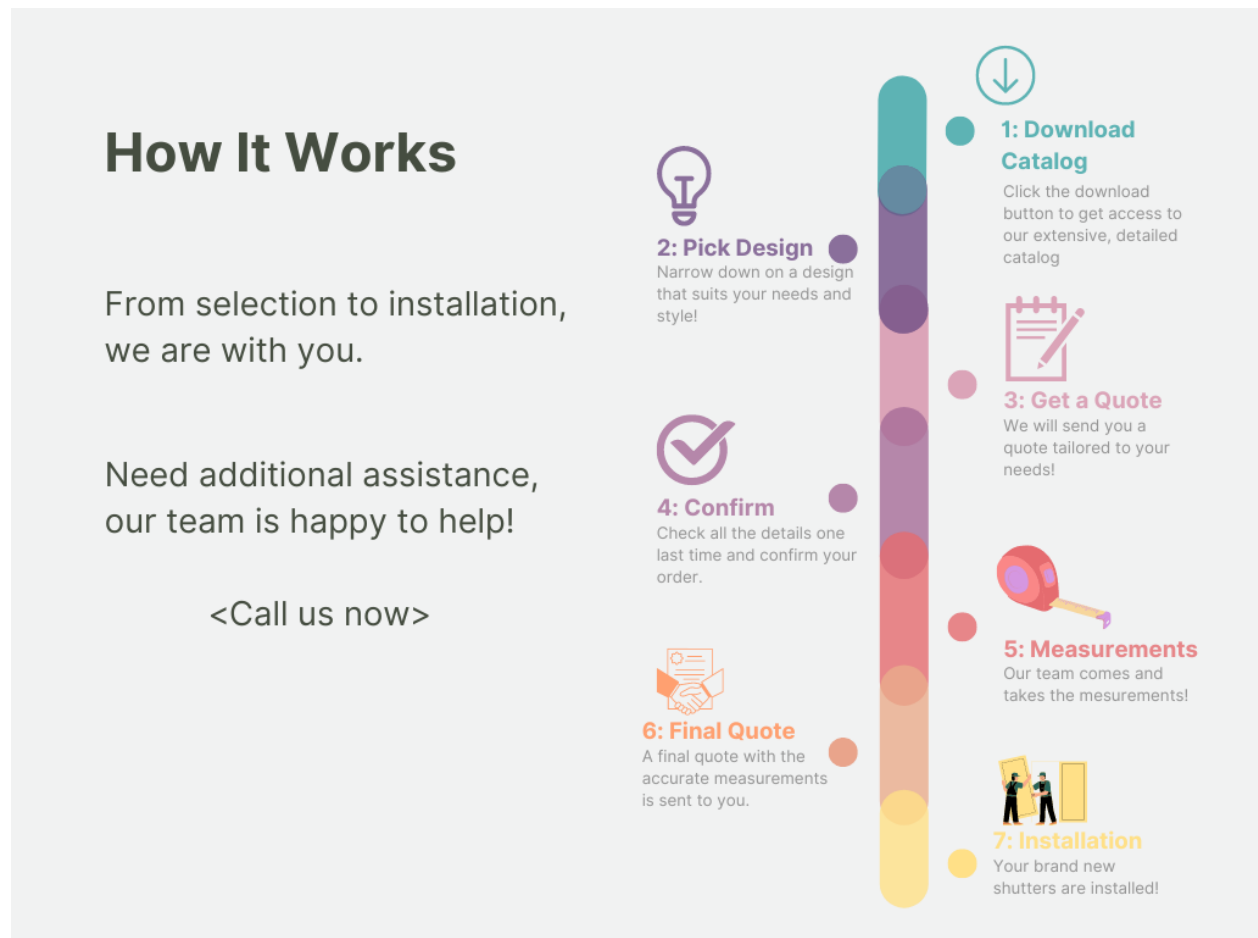 How It Works
From selection to installation,
we are with you.
Need additional assistance,
our team is happy to help!
<Call us now>
1: Download
Catalog
Click the download
button to get access to
our extensive, detailed
catalog
2: Pick Design
Narrow down on a design
that suits your needs and
style!
3: Get a Quote
We will send you a
quote tailored to your
needs!
4: Confirm
Check all the details one
last time and confirm your
order.
5: Measurements
Our team comes and
takes the mesurements!
6: Final Quote
A final quote with the
accurate measurements
is sent to you.
7: Installation
Your brand new
shutters are installed!